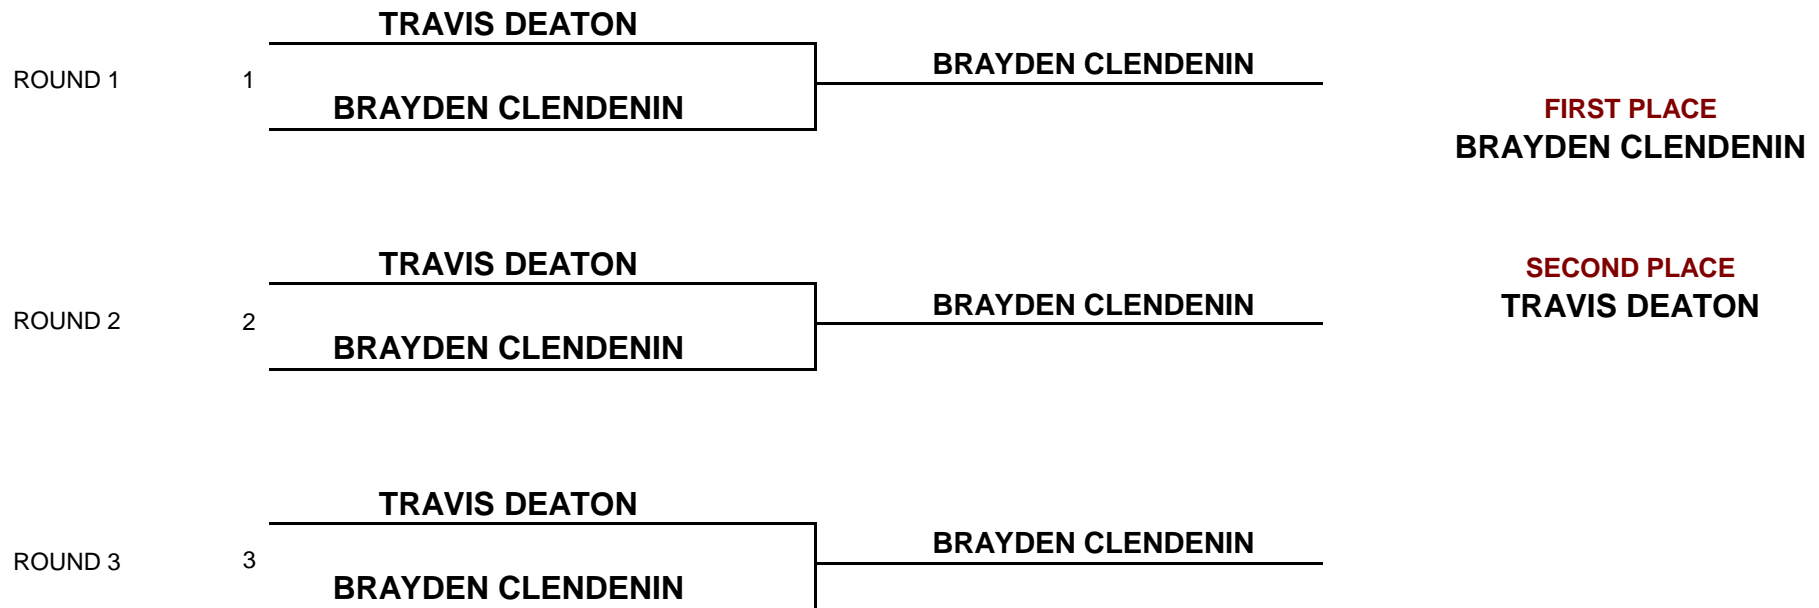 TRAVIS DEATON
ROUND 1
1
BRAYDEN CLENDENIN
BRAYDEN CLENDENIN
FIRST PLACE
BRAYDEN CLENDENIN
TRAVIS DEATON
ROUND 2
2
BRAYDEN CLENDENIN
BRAYDEN CLENDENIN
SECOND PLACE
TRAVIS DEATON
TRAVIS DEATON
ROUND 3
3
BRAYDEN CLENDENIN
BRAYDEN CLENDENIN